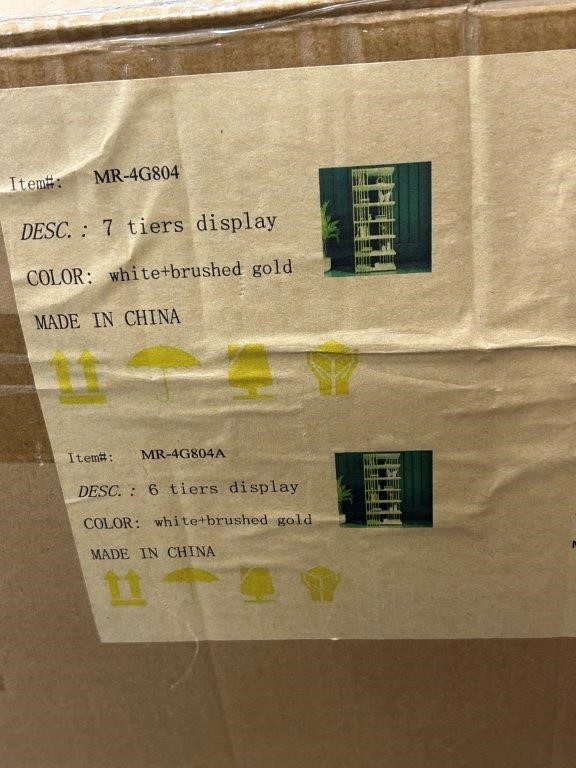 Item#: MR-4G804
DESC.: 7 tiers display
COLOR: white+brushed gold
MADE IN CHINA
Item#: MR-4G804A
DESC.: 6 tiers display
COLOR: white+brushed gold
MADE IN CHINA